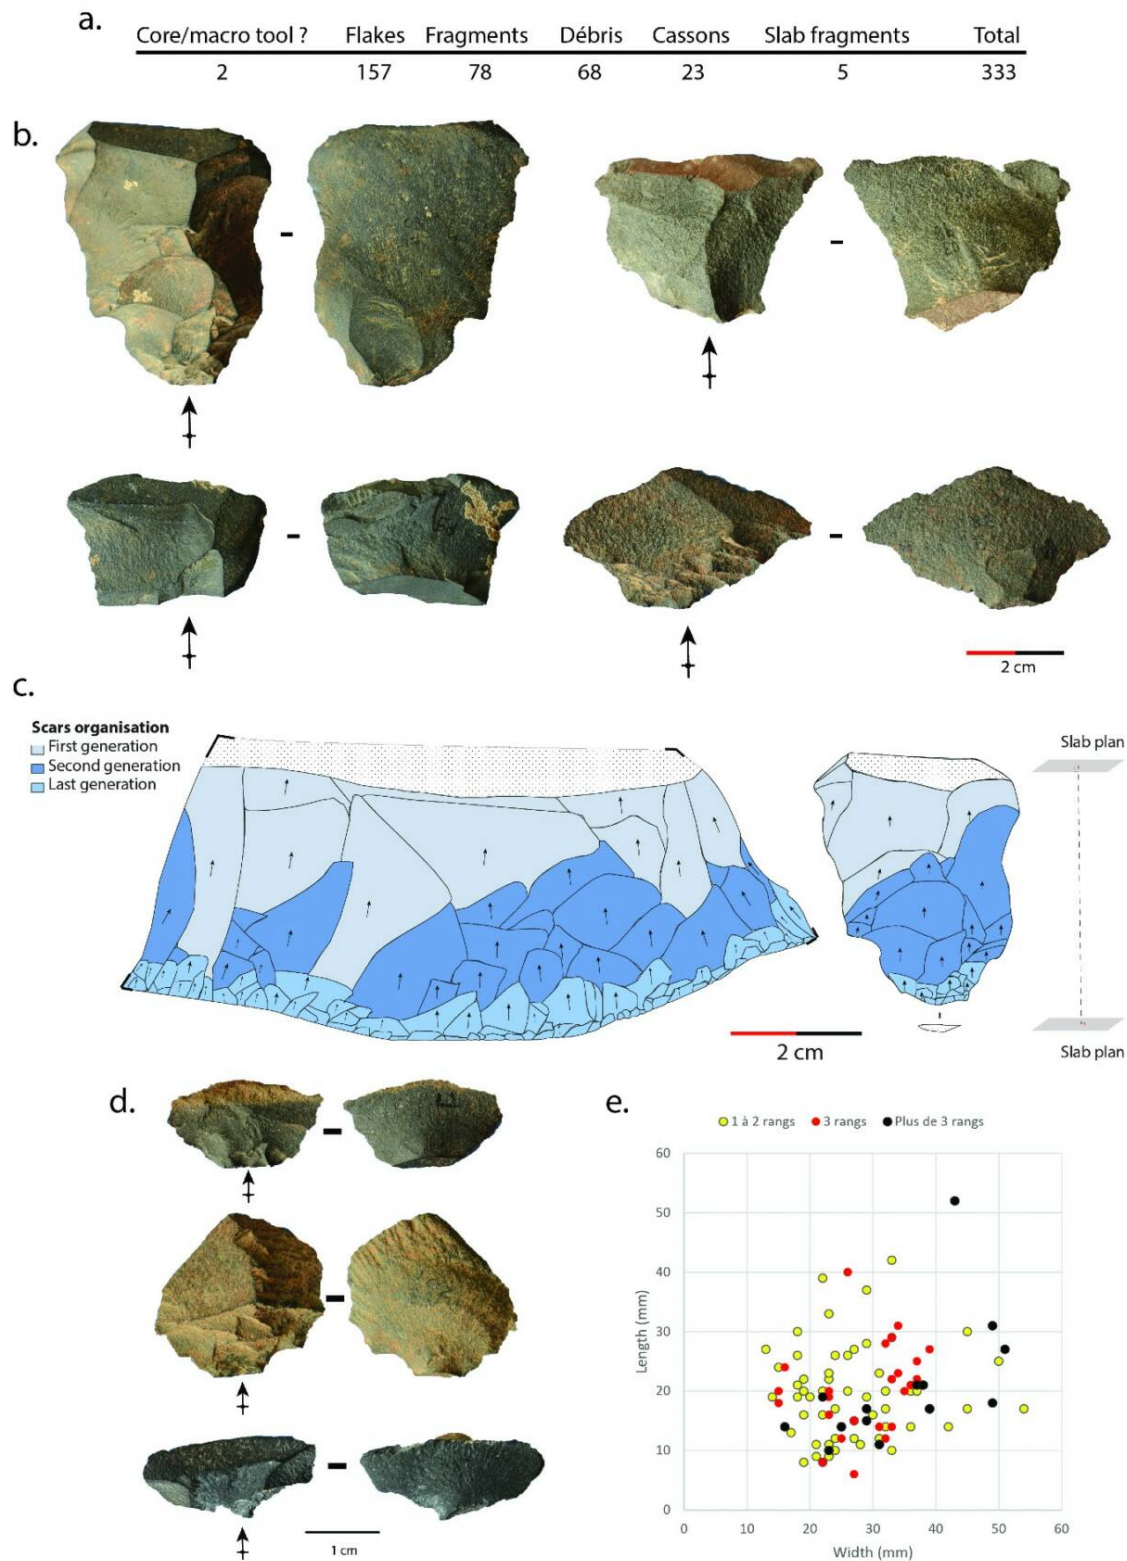 a.
Core/macro tool ? Flakes Fragments Débris Cassons Slab fragments Total
2 157 78 68 23 5 333
b.
2 cm
c.
Scars organisation
First generation
Second generation
Last generation
Slab plan
2 cm
Slab plan
d.
1 cm
e.
1 à 2 rangs 3 rangs Plus de 3 rangs
Length (mm)
60
50
40
30
20
10
0
0 10 20 30 40 50 60
Width (mm)